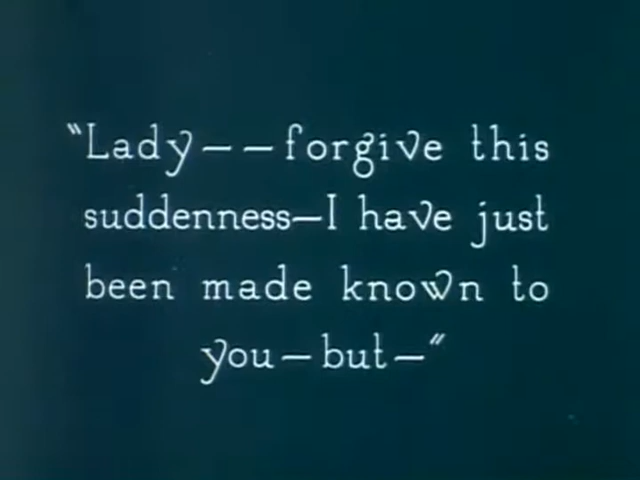 "Lady — — forgive this
suddenness—I have just
been made known to
you — but —"